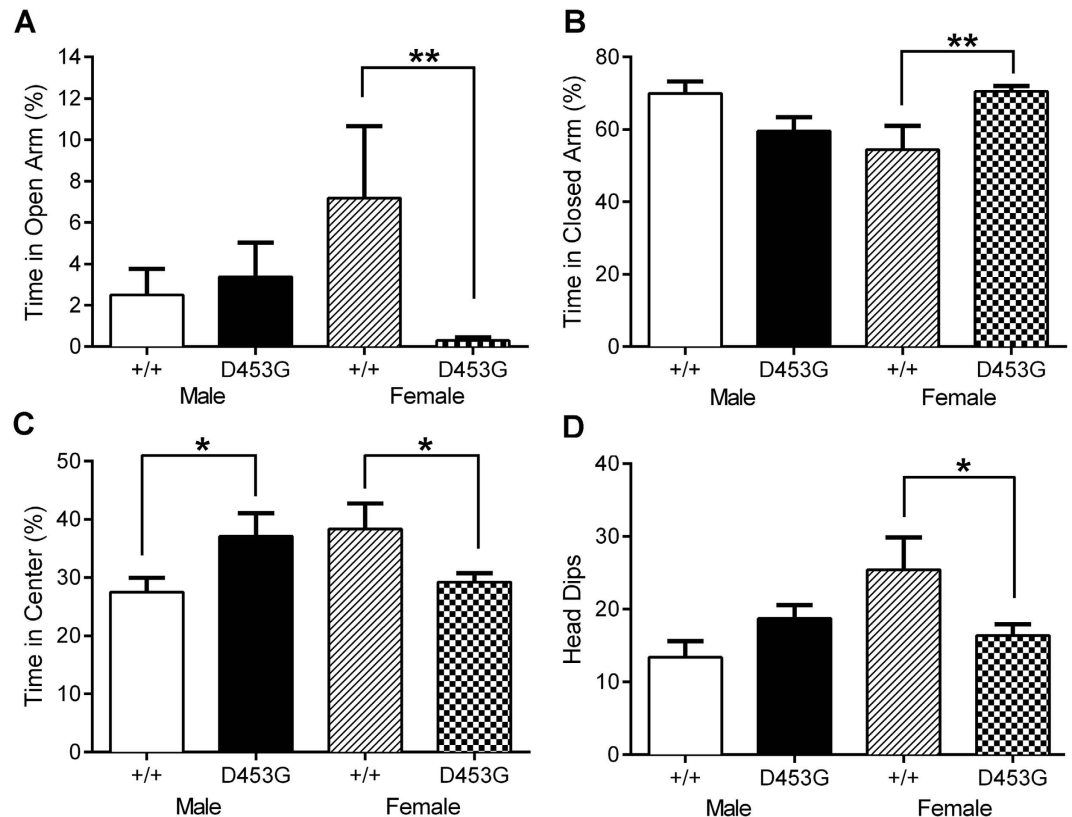 A
Time in Open Arm (%)
14
12
10
8
6
4
2
0
**
+/+ D453G +/+ D453G
Male Female
B
Time in Closed Arm (%)
80
60
40
20
0
**
+/+ D453G +/+ D453G
Male Female
C
Time in Center (%)
50
40
30
20
10
0
* *
+/+ D453G +/+ D453G
Male Female
D
Head Dips
40
30
20
10
0
*
+/+ D453G +/+ D453G
Male Female